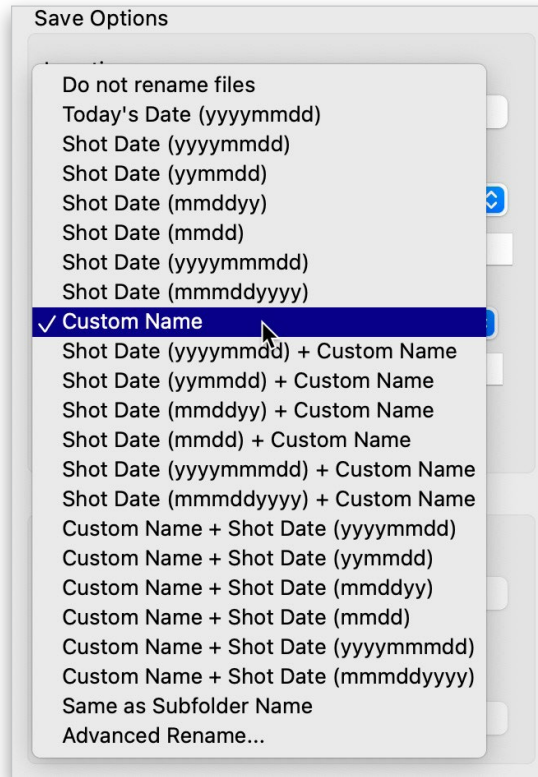 Save Options
Do not rename files
Today's Date (yyyymmdd)
Shot Date (yyyymmdd)
Shot Date (yymmdd)
Shot Date (mmddyy)
Shot Date (mmdd)
Shot Date (yyyymmmdd)
Shot Date (mmmddyyyy)
✓ Custom Name
Shot Date (yyyymmdd) + Custom Name
Shot Date (yymmdd) + Custom Name
Shot Date (mmddyy) + Custom Name
Shot Date (mmdd) + Custom Name
Shot Date (yyyymmmdd) + Custom Name
Shot Date (mmmddyyyy) + Custom Name
Custom Name + Shot Date (yyyymmdd)
Custom Name + Shot Date (yymmdd)
Custom Name + Shot Date (mmddyy)
Custom Name + Shot Date (mmdd)
Custom Name + Shot Date (yyyymmmdd)
Custom Name + Shot Date (mmmddyyyy)
Same as Subfolder Name
Advanced Rename...